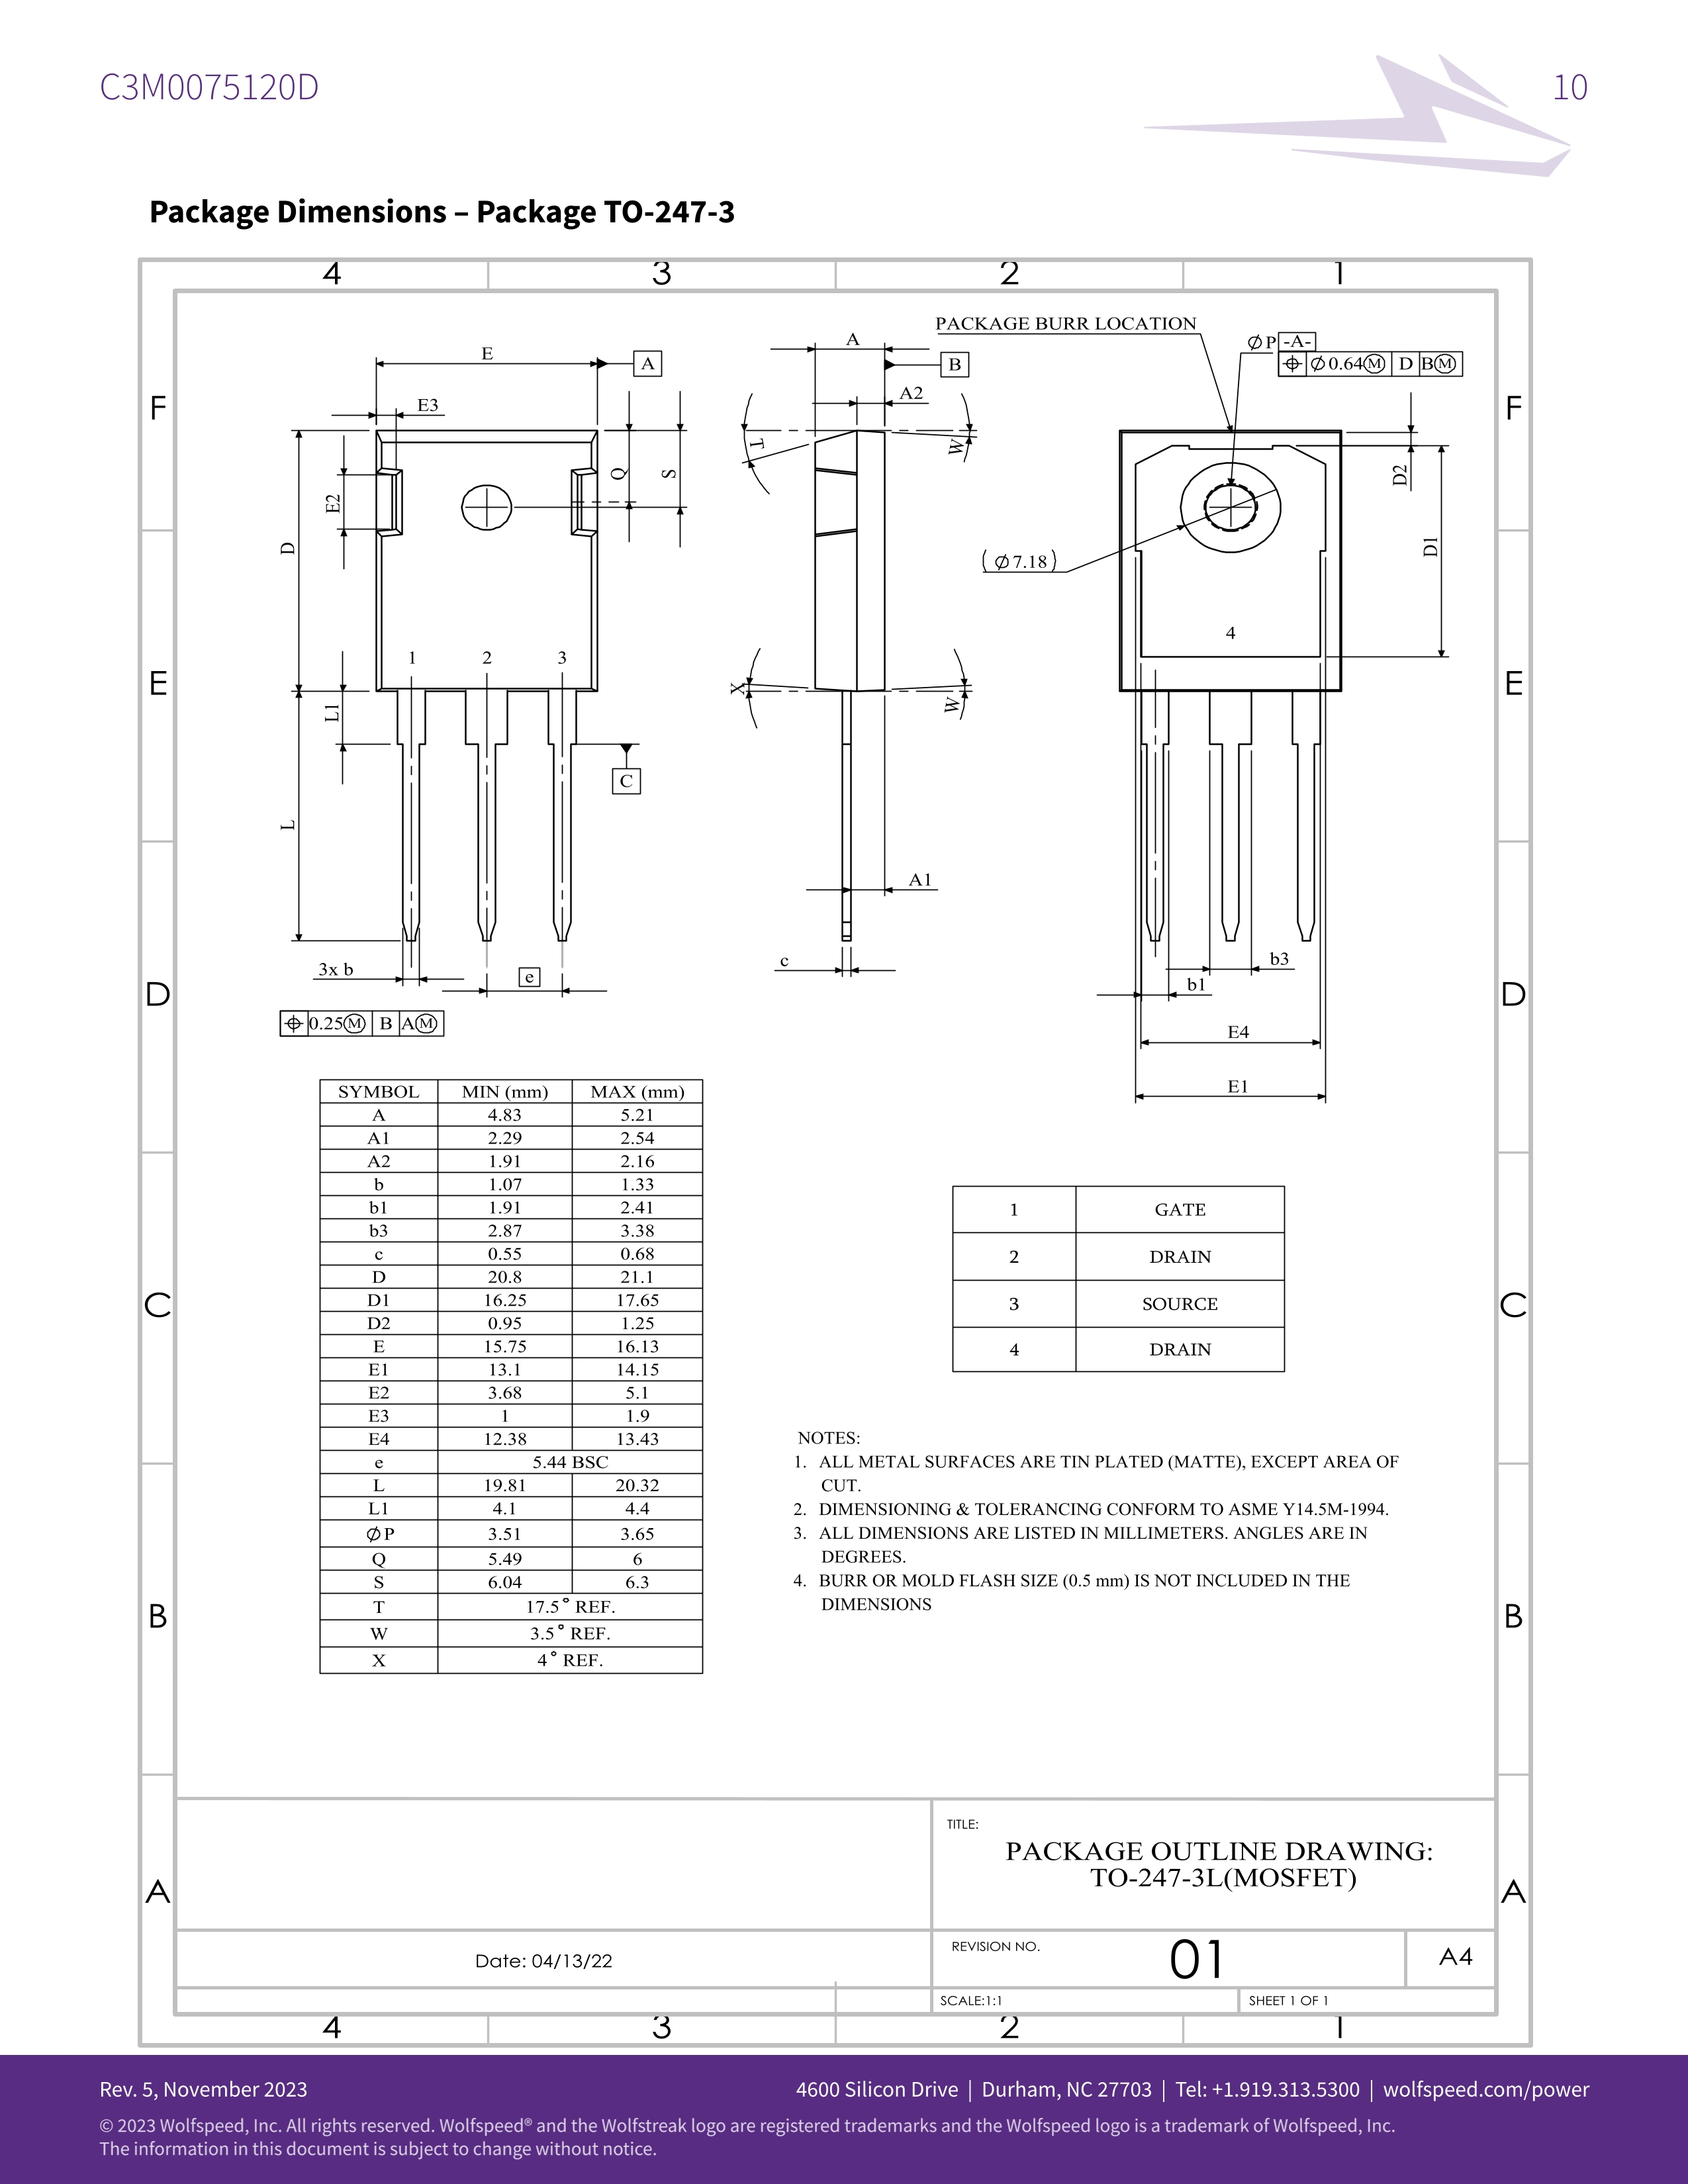 C3M0075120D
10
Package Dimensions – Package TO-247-3
4 3 2 1
PACKAGE BURR LOCATION
E
A
A
B
A2
E3
Ø P -A-
Ø 0.64 Ⓜ D B Ⓜ
F
F
T
W
Q
S
E2
D
D2
D1
( Ø 7.18 )
4
1 2 3
E
E
X
W
L1
C
L
A1
3x b
e
c
b3
b1
D
D
0.25 Ⓜ B A Ⓜ
E4
E1
SYMBOL MIN (mm) MAX (mm)
A 4.83 5.21
A1 2.29 2.54
A2 1.91 2.16
b 1.07 1.33
b1 1.91 2.41
b3 2.87 3.38
c 0.55 0.68
D 20.8 21.1
D1 16.25 17.65
D2 0.95 1.25
E 15.75 16.13
E1 13.1 14.15
E2 3.68 5.1
E3 1 1.9
E4 12.38 13.43
e 5.44 BSC
L 19.81 20.32
L1 4.1 4.4
Ø P 3.51 3.65
Q 5.49 6
S 6.04 6.3
T 17.5° REF.
W 3.5° REF.
X 4° REF.
1 GATE
2 DRAIN
3 SOURCE
4 DRAIN
C
C
NOTES:
1. ALL METAL SURFACES ARE TIN PLATED (MATTE), EXCEPT AREA OF
CUT.
2. DIMENSIONING & TOLERANCING CONFORM TO ASME Y14.5M-1994.
3. ALL DIMENSIONS ARE LISTED IN MILLIMETERS. ANGLES ARE IN
DEGREES.
4. BURR OR MOLD FLASH SIZE (0.5 mm) IS NOT INCLUDED IN THE
DIMENSIONS
B
B
TITLE:
PACKAGE OUTLINE DRAWING:
TO-247-3L(MOSFET)
A
A
Date: 04/13/22
REVISION NO.
01
A4
SCALE:1:1
SHEET 1 OF 1
4 3 2 1
Rev. 5, November 2023
4600 Silicon Drive | Durham, NC 27703 | Tel: +1.919.313.5300 | wolfspeed.com/power
© 2023 Wolfspeed, Inc. All rights reserved. Wolfspeed® and the Wolfstreak logo are registered trademarks and the Wolfspeed logo is a trademark of Wolfspeed, Inc.
The information in this document is subject to change without notice.